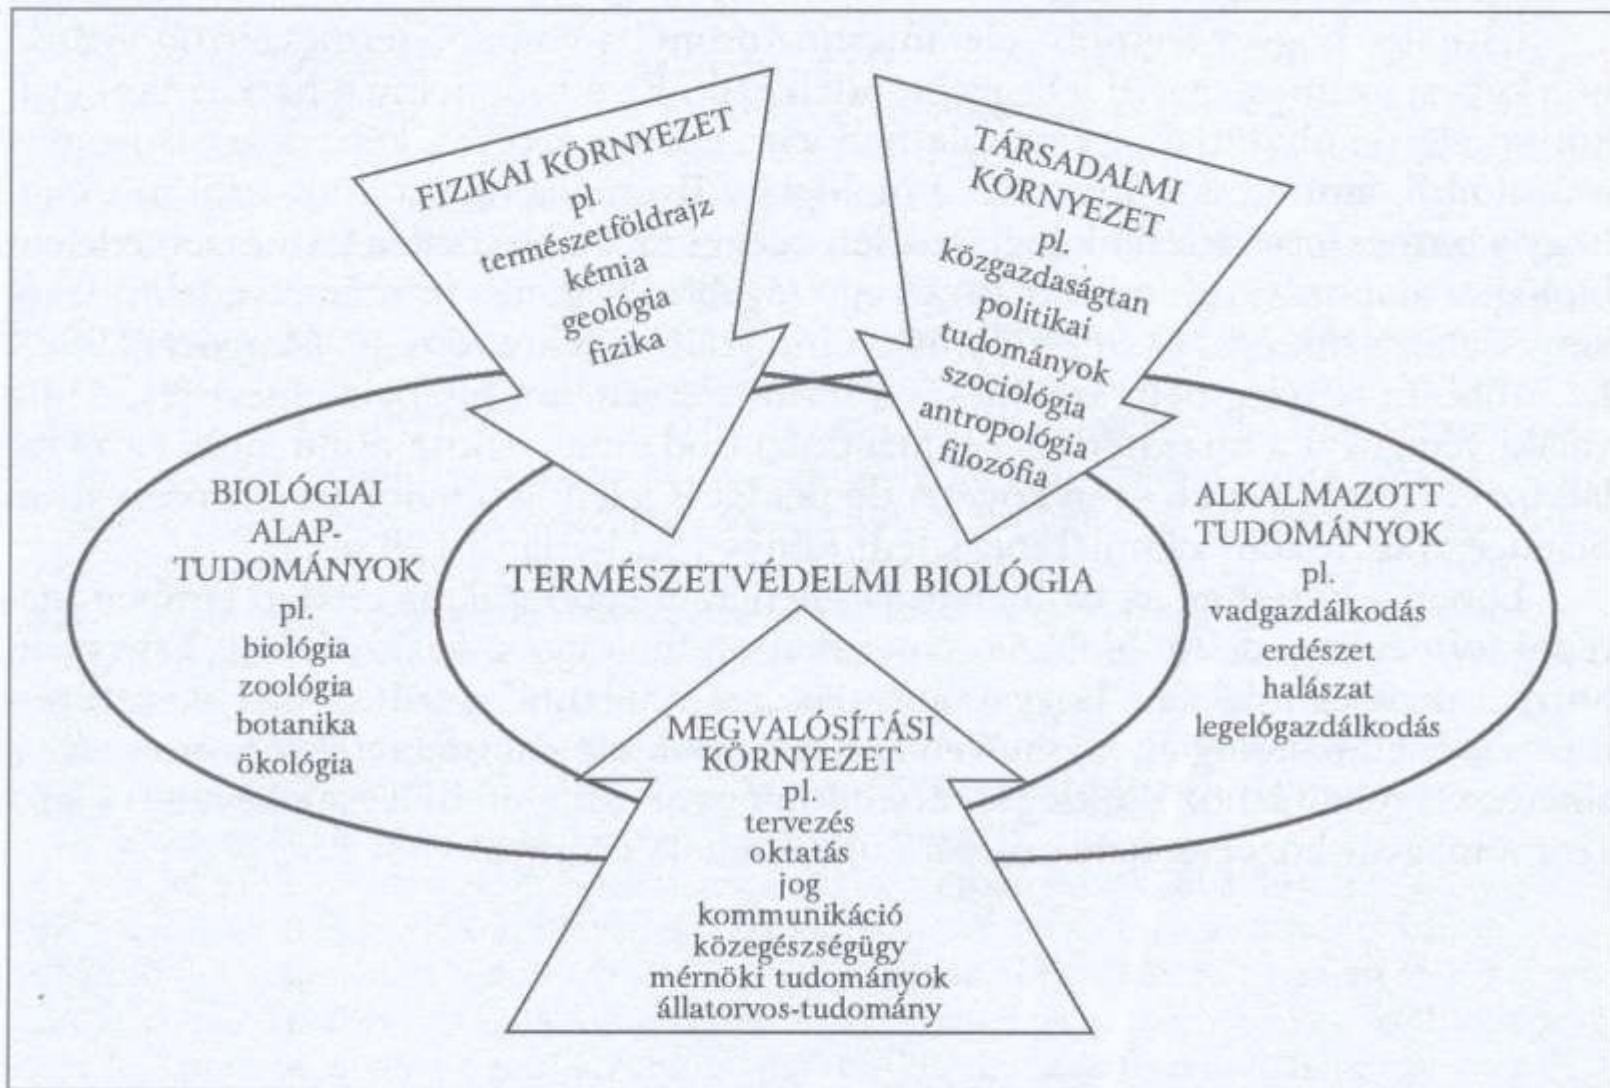 FIZIKAI KÖRNYEZET
pl
természetföldrajz
kémia
geológia
fizika
TÁRSADALMI
KÖRNYEZET
pl.
közgazdaságtan
politikai
tudományok
szociológia
antropológia
filozófia
BIOLÓGIAI
ALAP-
TUDOMÁNYOK
pl.
biológia
zoológia
botanika
ökológia
TERMÉSZETVÉDELMI BIOLÓGIA
ALKALMAZOTT
TUDOMÁNYOK
pl.
vadgazdálkodás
erdészet
halászat
legelőgazdálkodás
MEGVALÓSÍTÁSI
KÖRNYEZET
pl.
tervezés
oktatás
jog
kommunikáció
közegészségügy
mérnöki tudományok
állatorvos-tudomány